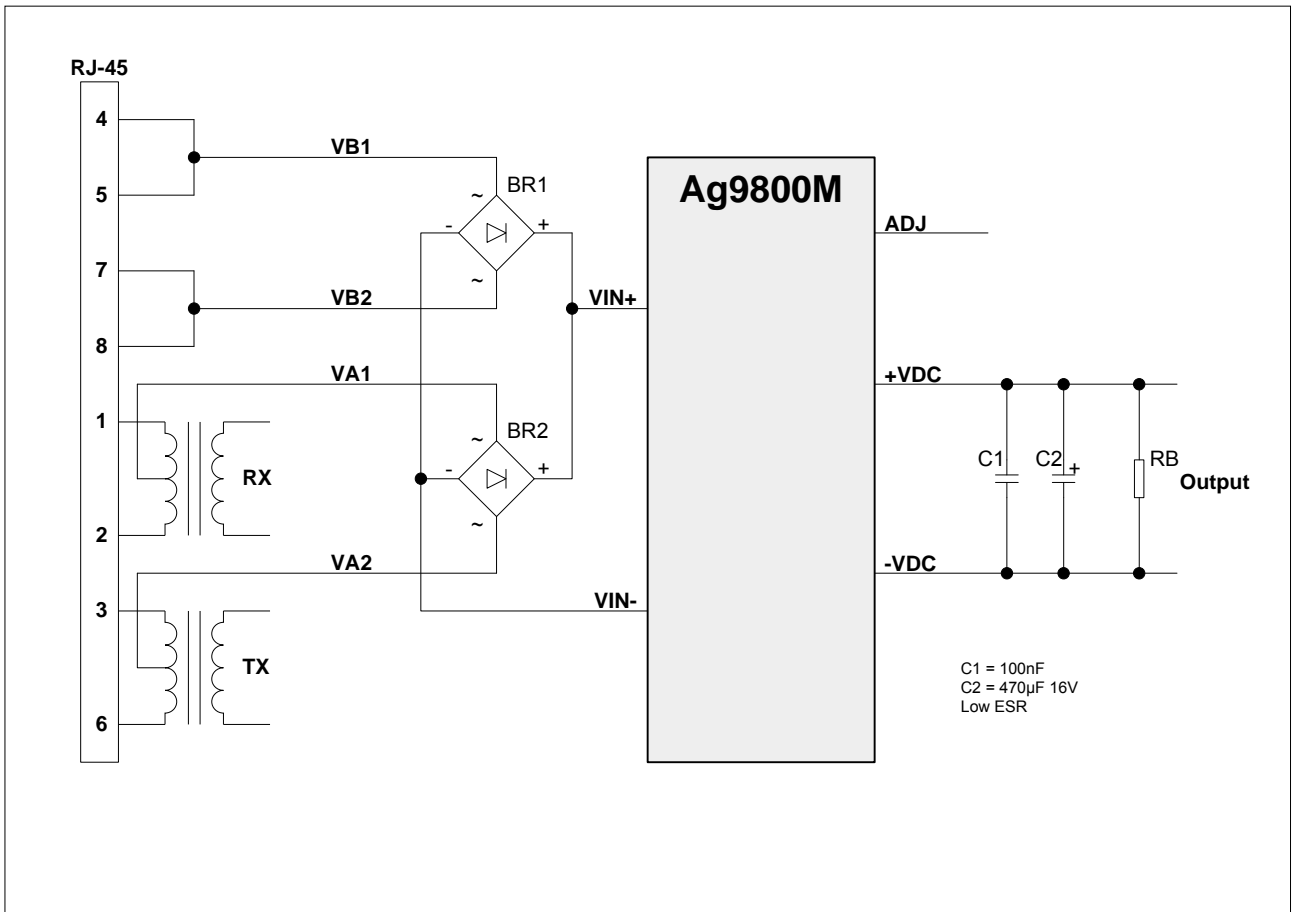 RJ-45
4
5
7
8
1
2
3
6
VB1
VB2
VA1
VA2
RX
TX
~
BR1
-
+
~
~
BR2
-
+
~
VIN+
VIN-
Ag9800M
ADJ
+VDC
-VDC
C1
C2
+
RB
Output
C1 = 100nF
C2 = 470µF 16V
Low ESR